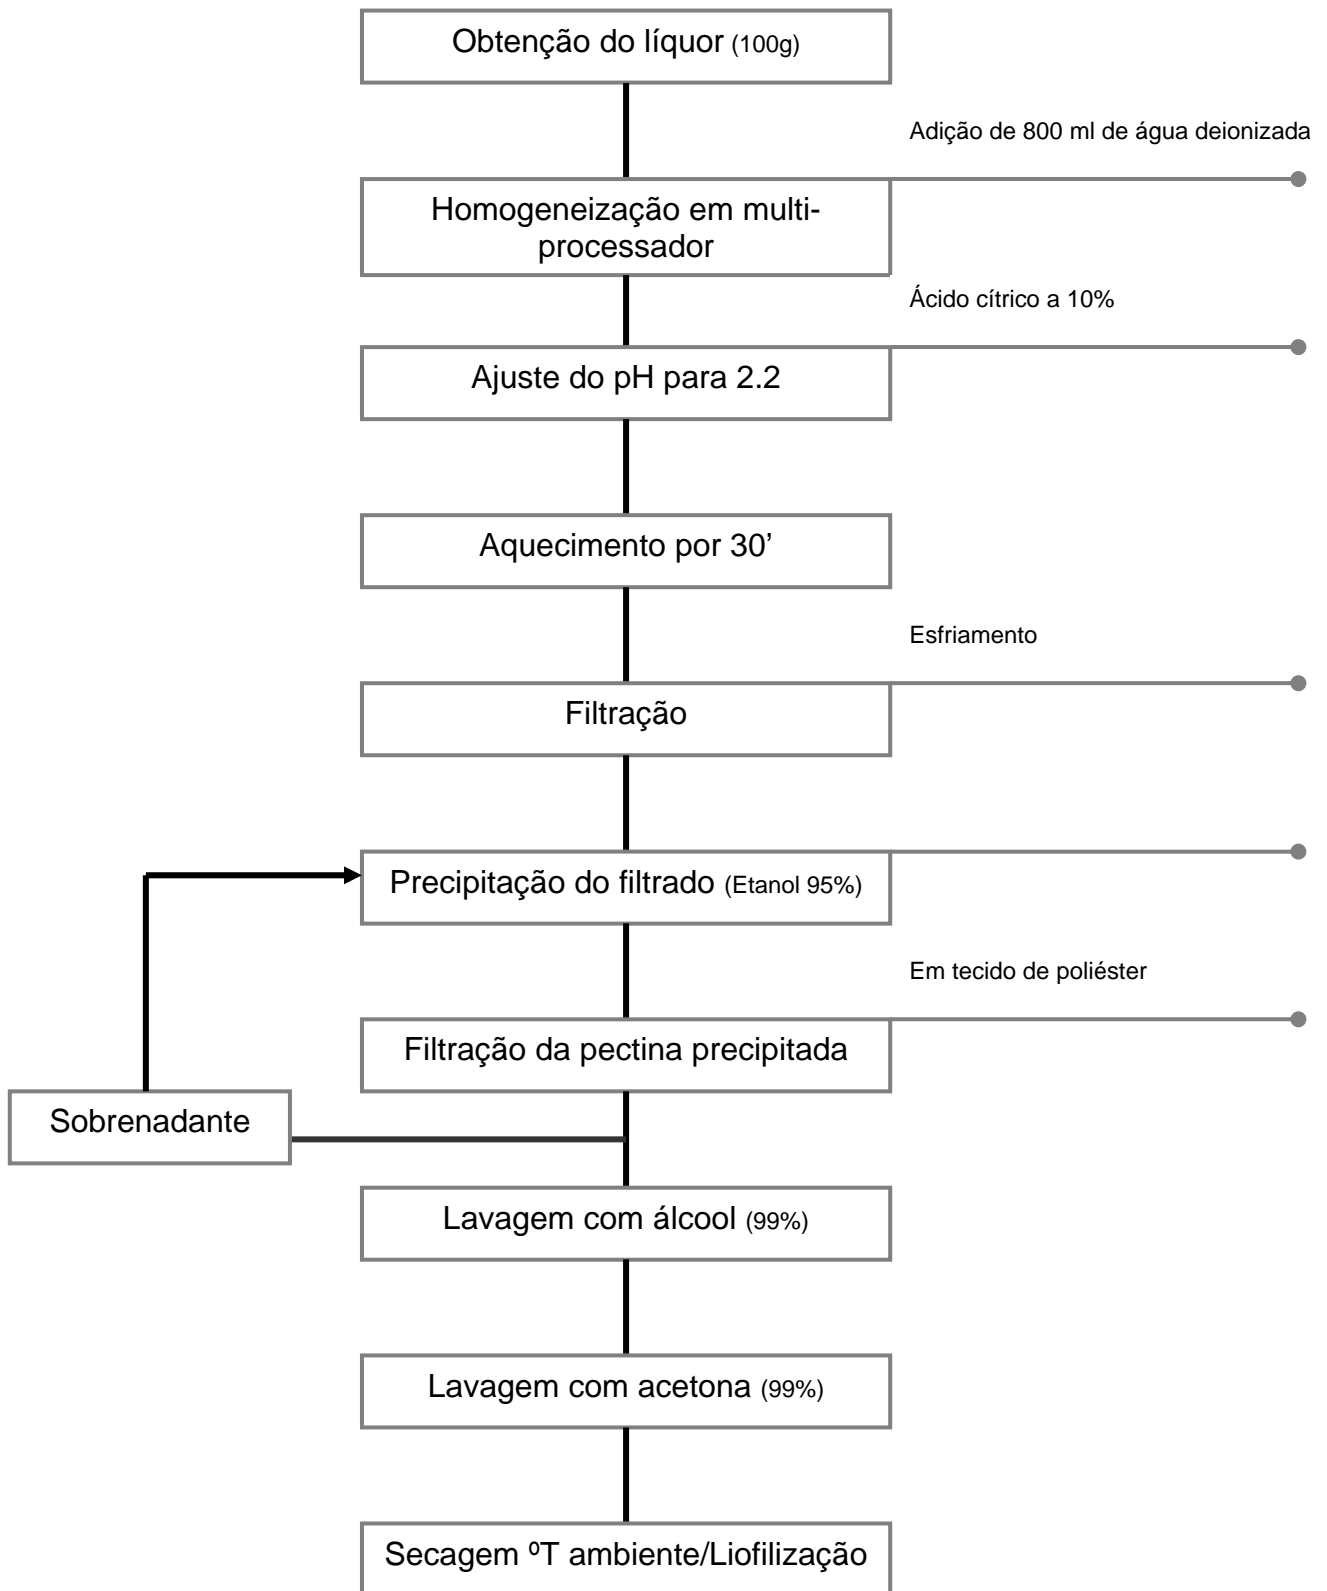 Obtenção do líquor (100g)
Adição de 800 ml de água deionizada
Homogeneização em multi-
processador
Ácido cítrico a 10%
Ajuste do pH para 2.2
Aquecimento por 30’
Esfriamento
Filtração
Precipitação do filtrado (Etanol 95%)
Em tecido de poliéster
Filtração da pectina precipitada
Sobrenadante
Lavagem com álcool (99%)
Lavagem com acetona (99%)
Secagem ºT ambiente/Liofilização